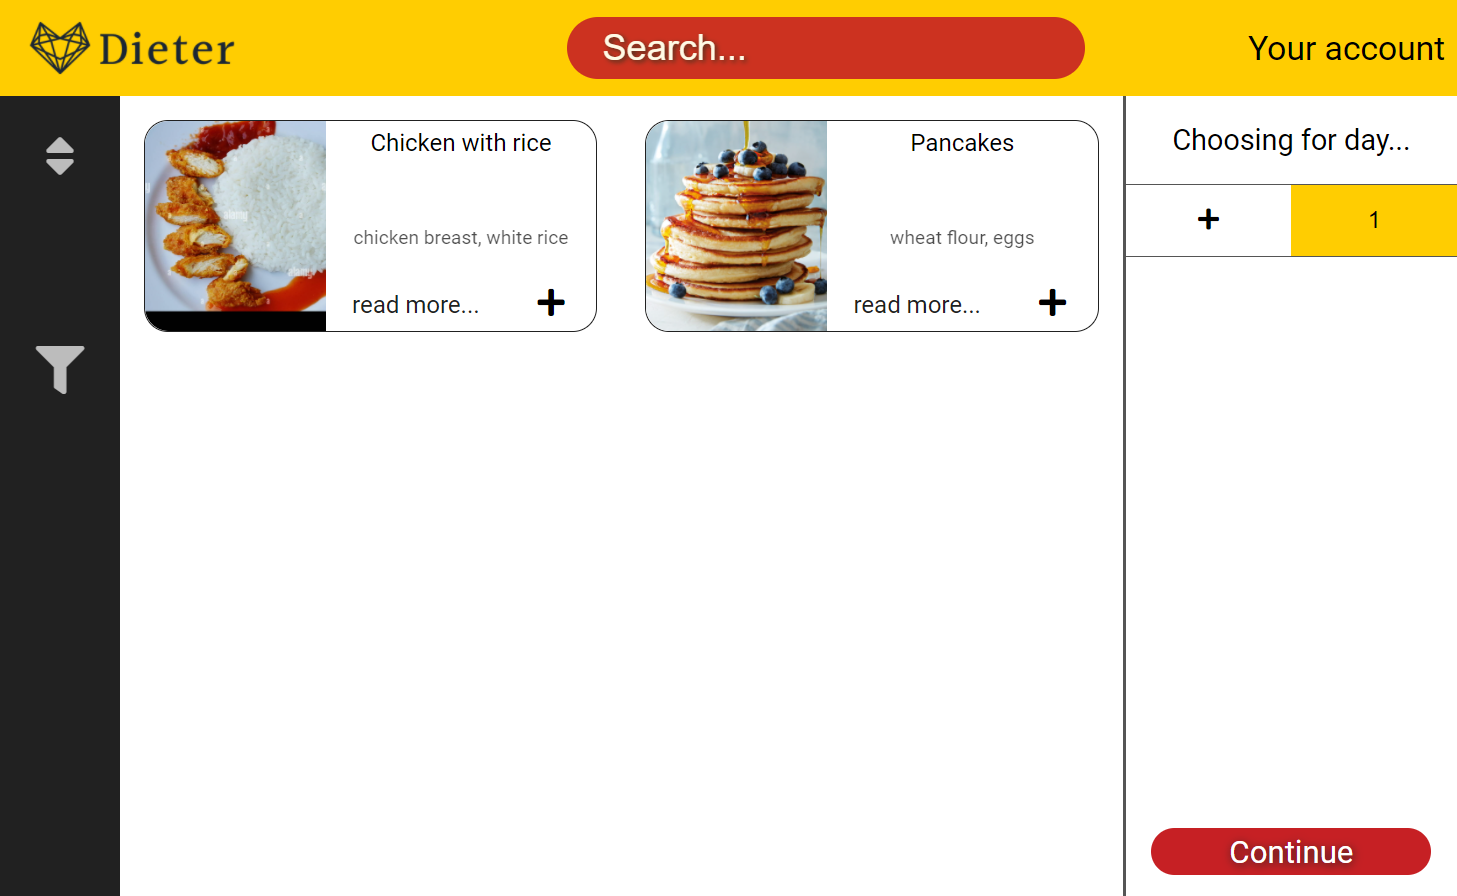 Dieter
Search...
Your account
Chicken with rice
chicken breast, white rice
read more...
Pancakes
wheat flour, eggs
read more...
Choosing for day...
1
Continue